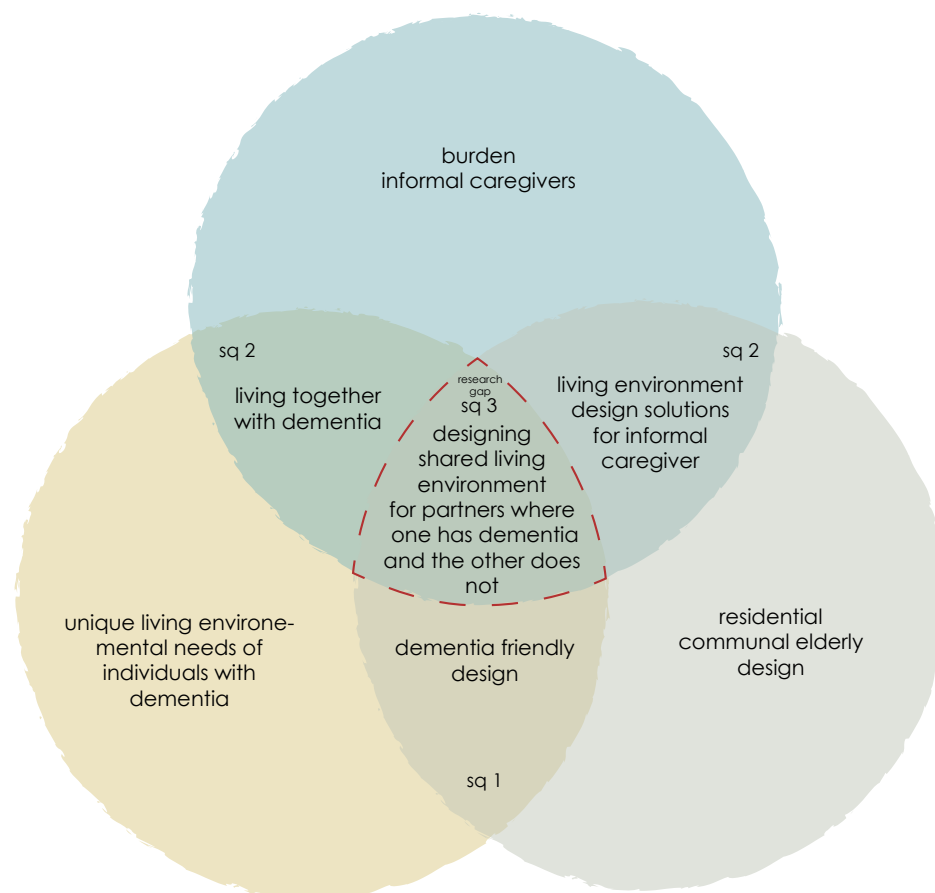 burden
informal caregivers
sq 2
living together
with dementia
sq 2
living environment
design solutions
for informal
caregiver
research
gap
sq 3
designing
shared living
environment
for partners where
one has dementia
and the other does
not
unique living environe-
mental needs of
individuals with
dementia
dementia friendly
design
sq 1
residential
communal elderly
design